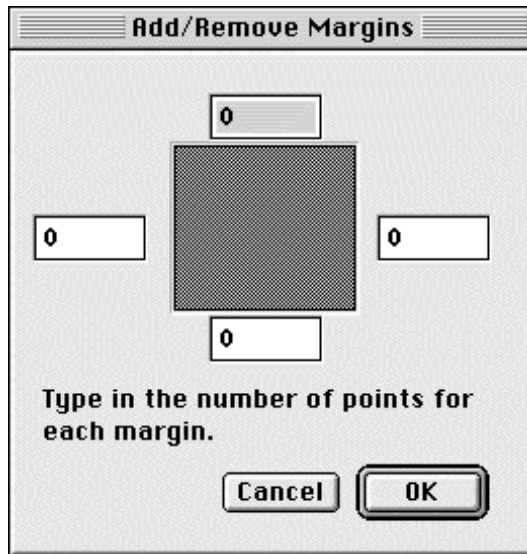 Add/Remove Margins
0
0
0
0
Type in the number of points for
each margin.
Cancel
OK